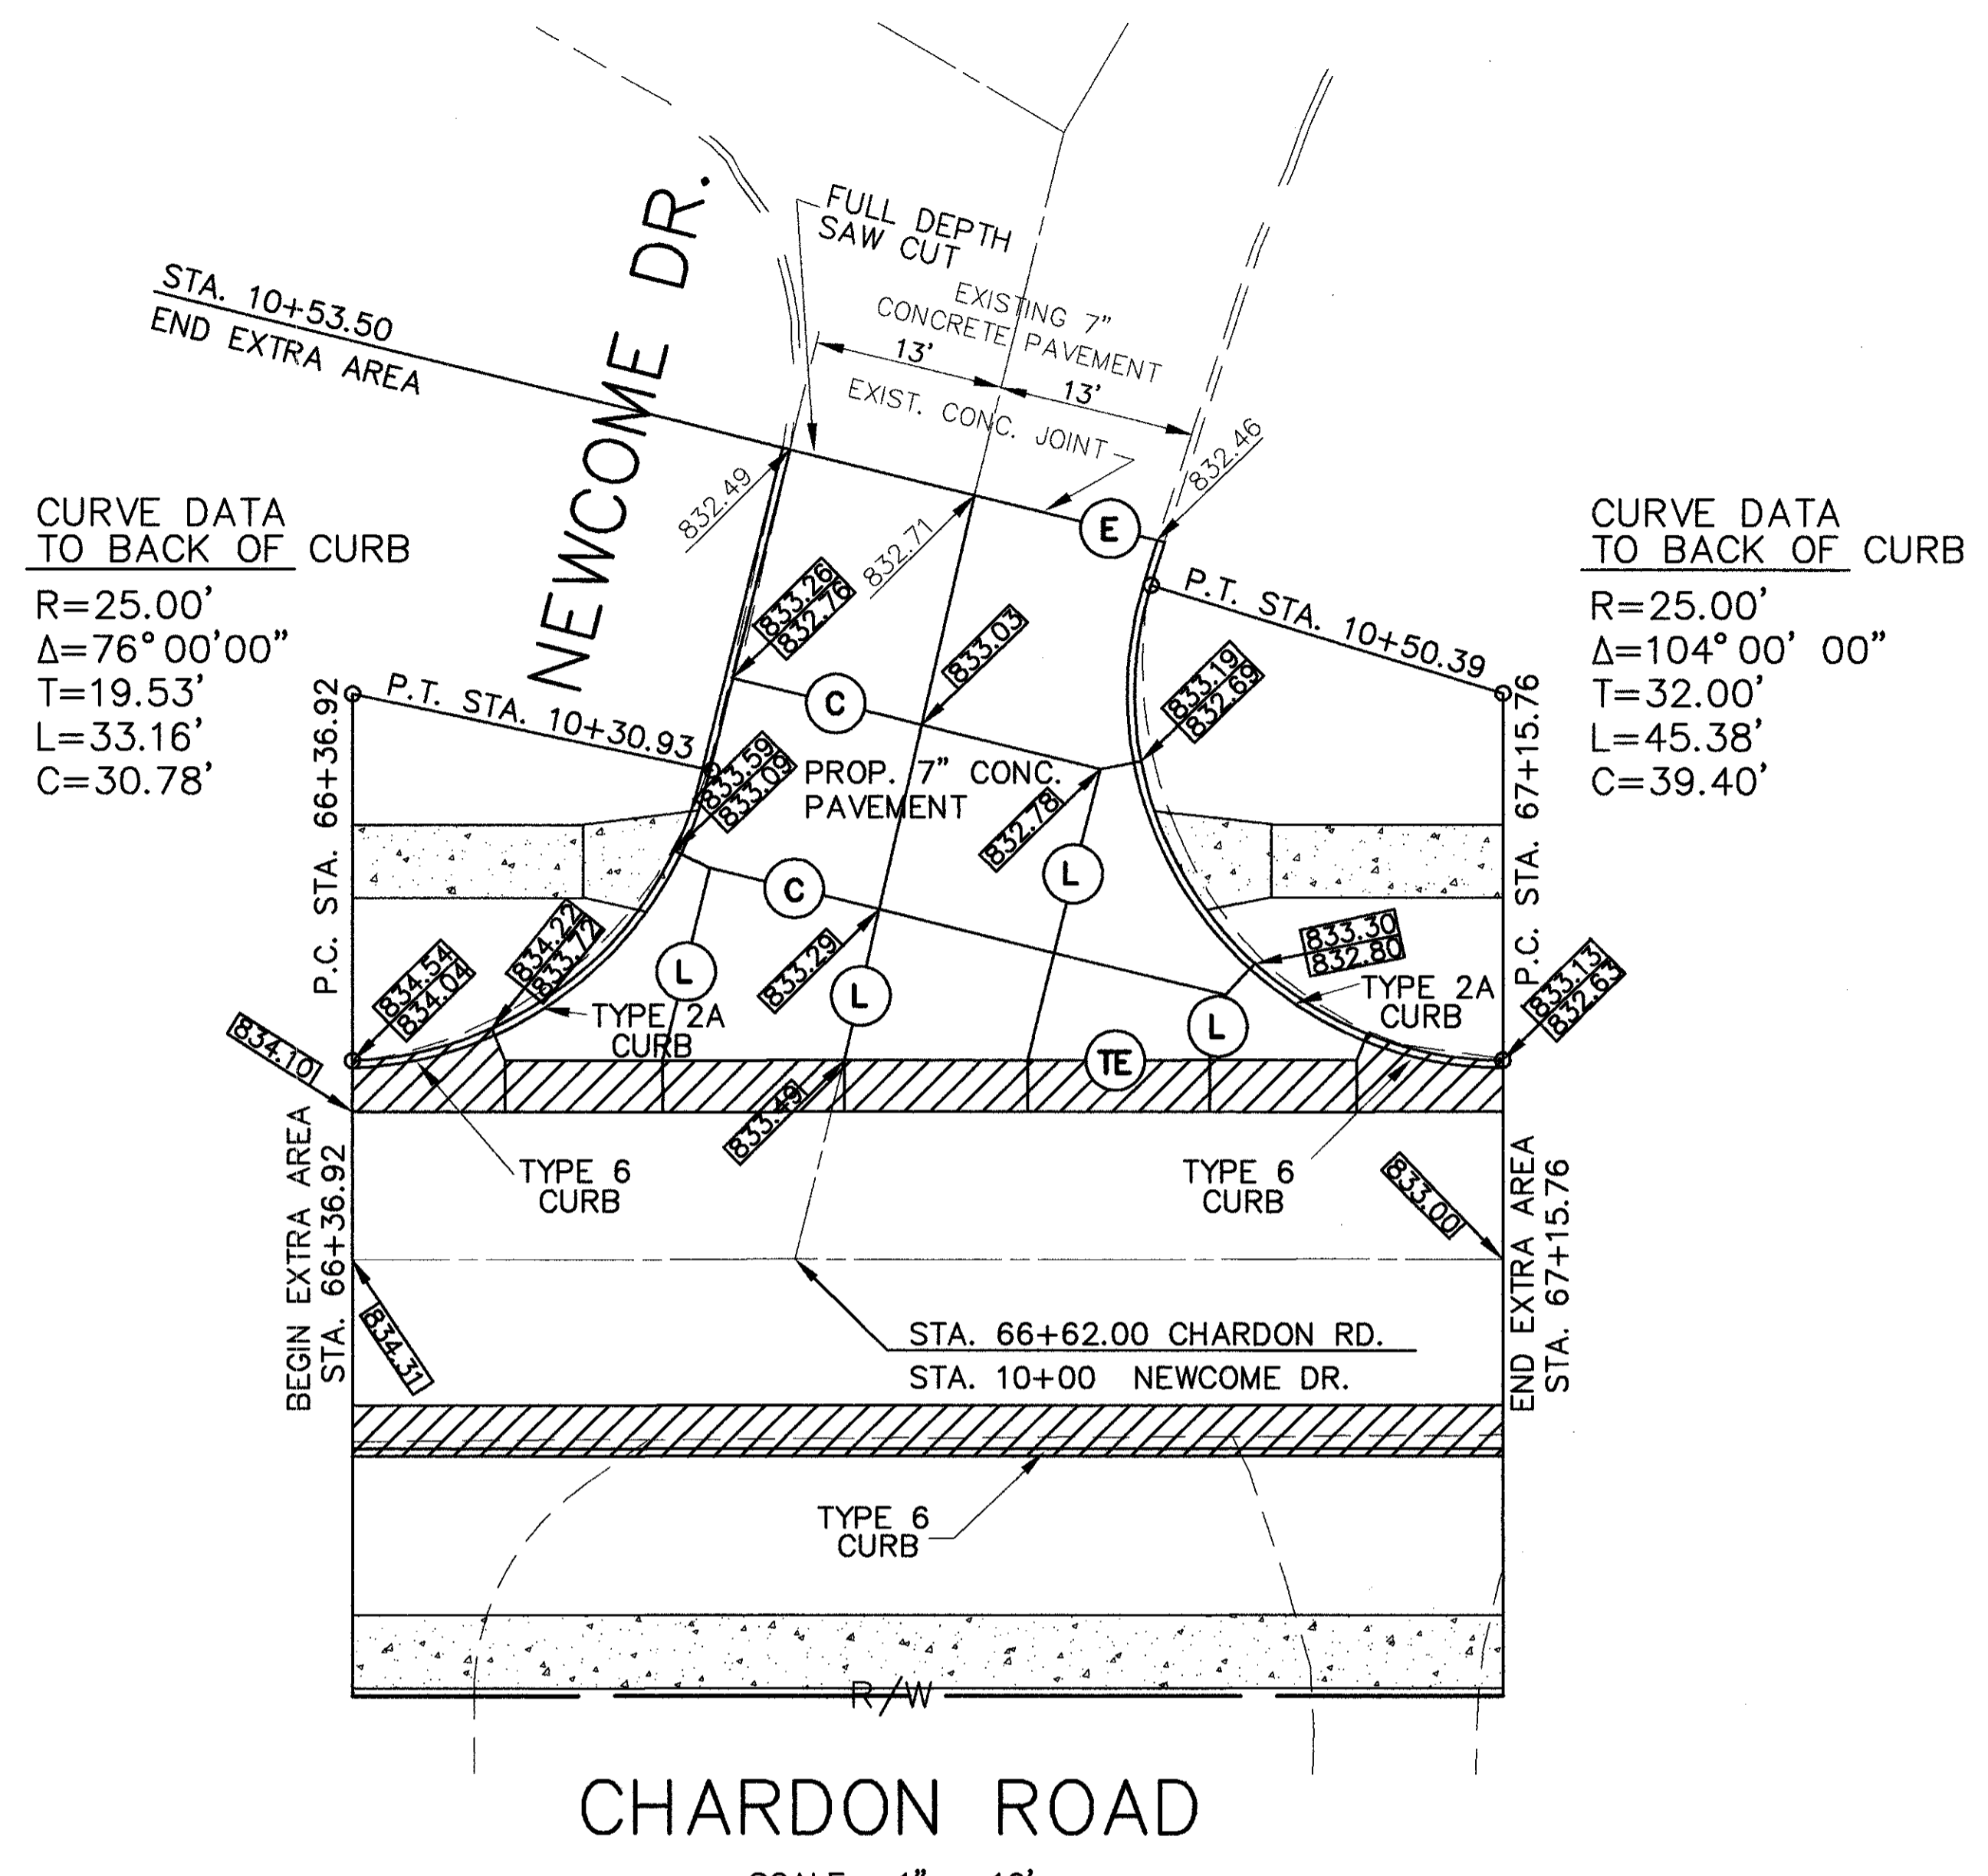 FULL DEPTH
SAW CUT
NEWCOME DR.
STA. 10+53.50
END EXTRA AREA
EXISTING 7"
CONCRETE PAVEMENT
13'
13'
EXIST. CONC. JOINT
832.46
832.49
832.71
E
CURVE DATA
TO BACK OF CURB
R=25.00'
Δ=76°00'00"
T=19.53'
L=33.16'
C=30.78'
CURVE DATA
TO BACK OF CURB
R=25.00'
Δ=104°00' 00"
T=32.00'
L=45.38'
C=39.40'
833.26
832.76
833.03
833.19
832.69
P.T. STA. 10+50.39
P.T. STA. 10+30.93
C
P.C. STA. 66+36.92
P.C. STA. 67+15.76
833.59
833.09
PROP. 7" CONC.
PAVEMENT
832.78
L
C
834.22
833.72
833.30
832.80
834.54
834.04
833.29
L
L
L
TYPE 2A
CURB
TYPE 2A
CURB
833.13
832.63
834.10
TE
833.49
TYPE 6
CURB
TYPE 6
CURB
833.00
BEGIN EXTRA AREA
STA. 66+36.92
END EXTRA AREA
STA. 67+15.76
834.31
STA. 66+62.00 CHARDON RD.
STA. 10+00 NEWCOME DR.
TYPE 6
CURB
R/W
CHARDON ROAD